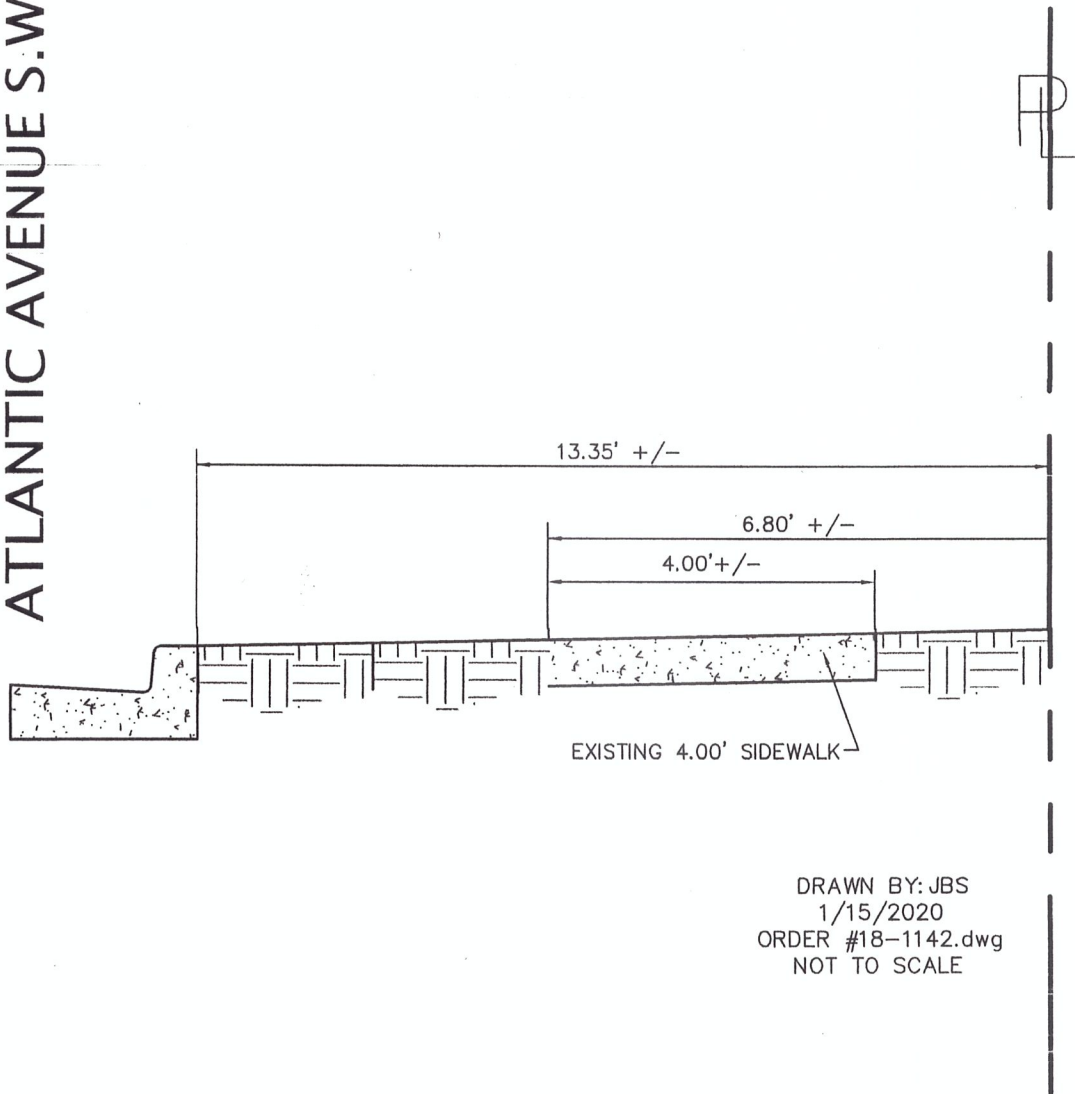 ATLANTIC AVENUE S.W
PL
13.35' +/-
6.80' +/-
4.00'+/-
EXISTING 4.00' SIDEWALK
DRAWN BY: JBS
1/15/2020
ORDER #18-1142.dwg
NOT TO SCALE